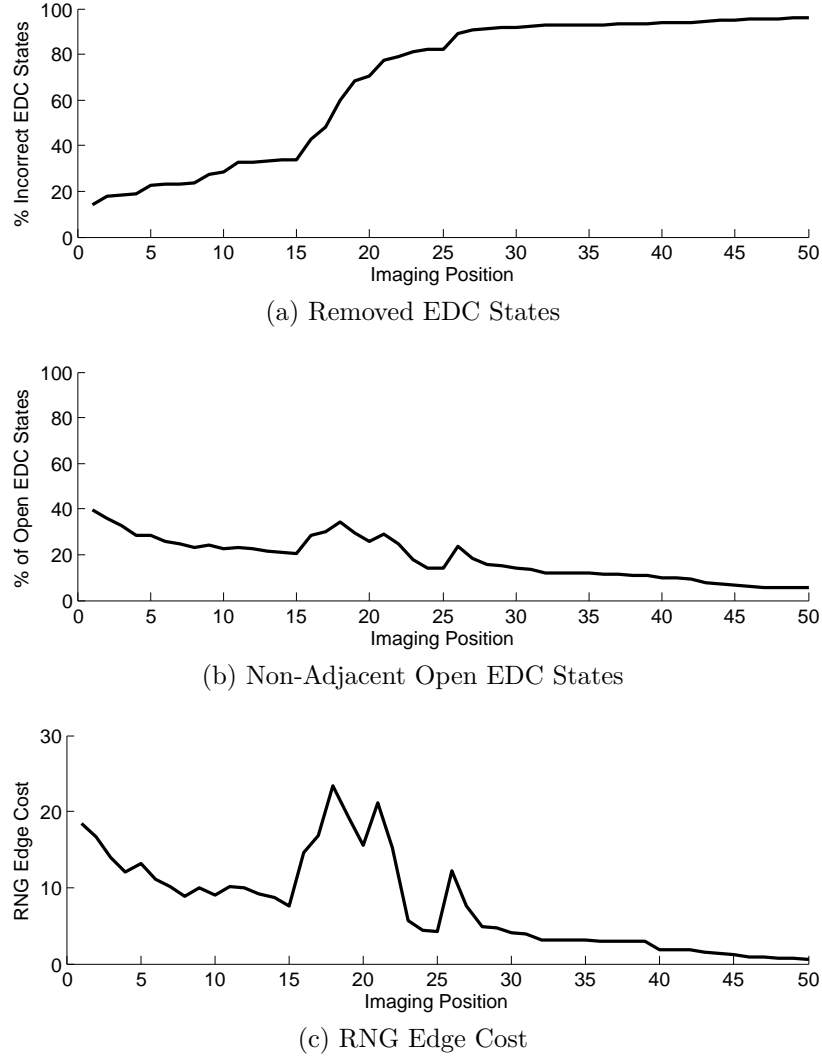 100
80
60
40
20
0
% Incorrect EDC States
0 5 10 15 20 25 30 35 40 45 50
Imaging Position
(a) Removed EDC States
100
80
60
40
20
0
% of Open EDC States
0 5 10 15 20 25 30 35 40 45 50
Imaging Position
(b) Non-Adjacent Open EDC States
30
20
10
0
RNG Edge Cost
0 5 10 15 20 25 30 35 40 45 50
Imaging Position
(c) RNG Edge Cost